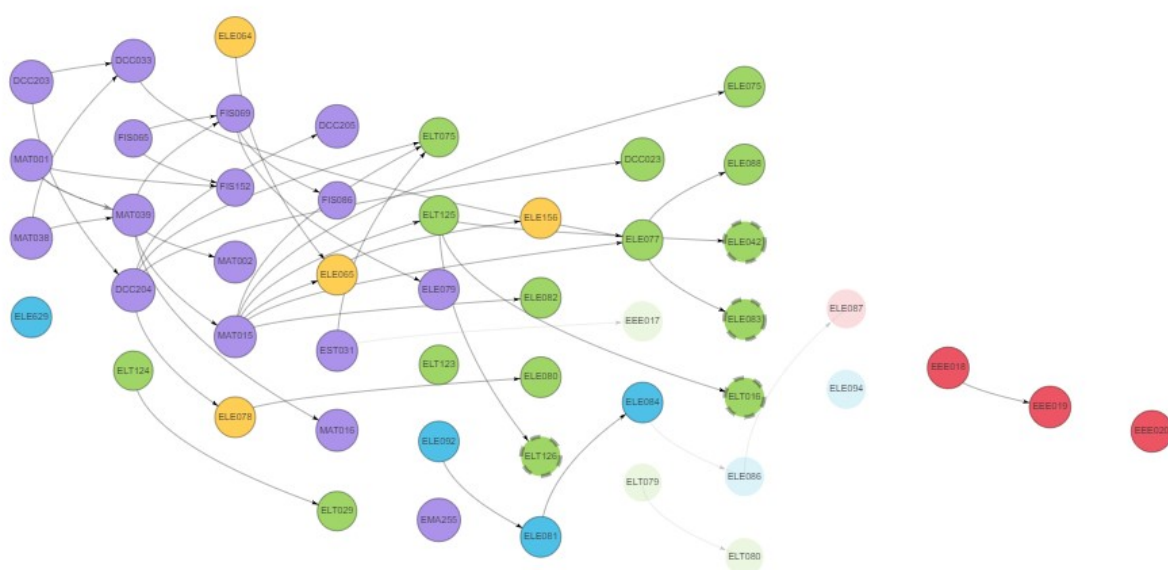 ELE064
DCC033
DCC203
ELE075
FIS069
DCC205
FIS065
ELT075
MAT001
DCC023
ELE088
FIS152
FIS086
MAT039
ELT125
ELE156
MAT038
ELE077
ELE042
MAT002
ELE065
DCC204
ELE079
ELE082
ELE087
ELE629
EEE017
ELE083
MAT015
EST031
ELT124
ELT123
ELE080
EEE018
ELE094
ELT016
ELE084
EEE019
ELE078
MAT016
ELE092
EEE020
ELT126
ELE086
ELT079
ELT029
EMA255
ELE081
ELT080